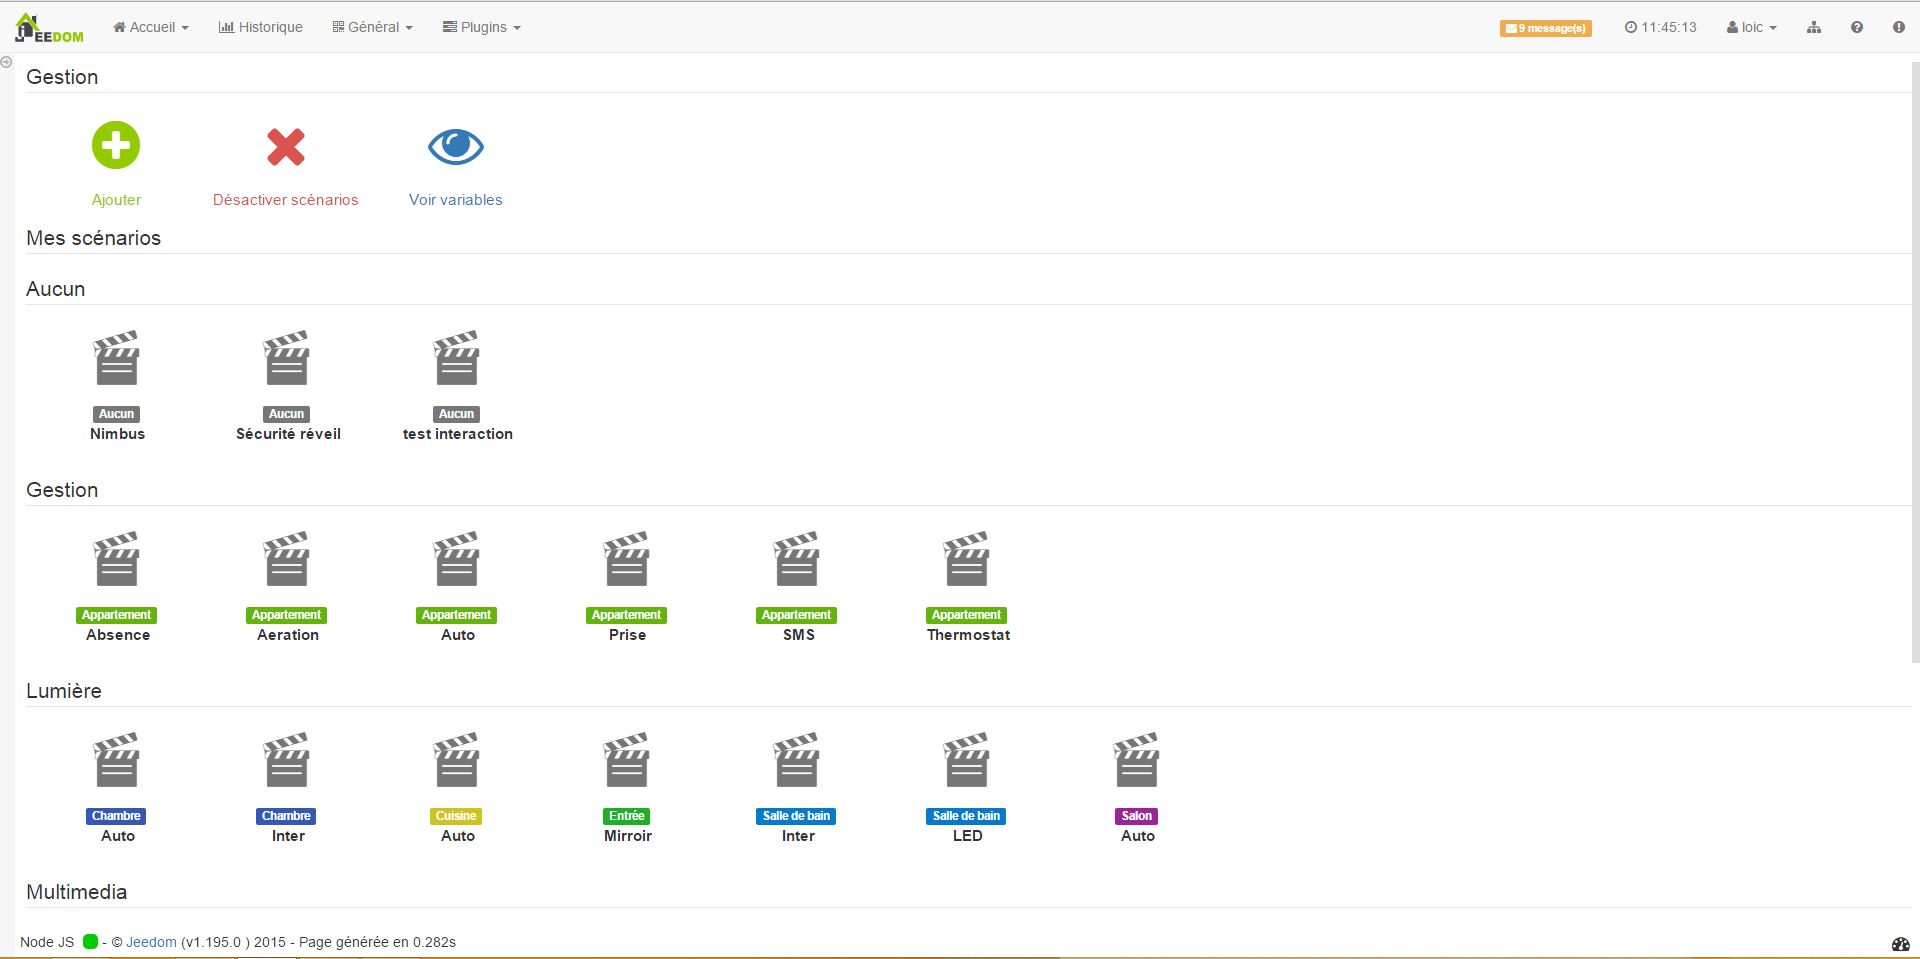 JEEDOM Accueil Historique Général Plugins 9 message(s) 11:45:13 loic
Gestion
Ajouter Désactiver scénarios Voir variables
Mes scénarios
Aucun
Aucun Aucun Aucun
Nimbus Sécurité réveil test interaction
Gestion
Appartement Appartement Appartement Appartement Appartement Appartement
Absence Aeration Auto Prise SMS Thermostat
Lumière
Chambre Chambre Cuisine Entrée Salle de bain Salle de bain Salon
Auto Inter Auto Mirroir Inter LED Auto
Multimedia
Node JS - © Jeedom (v1.195.0 ) 2015 - Page générée en 0.282s